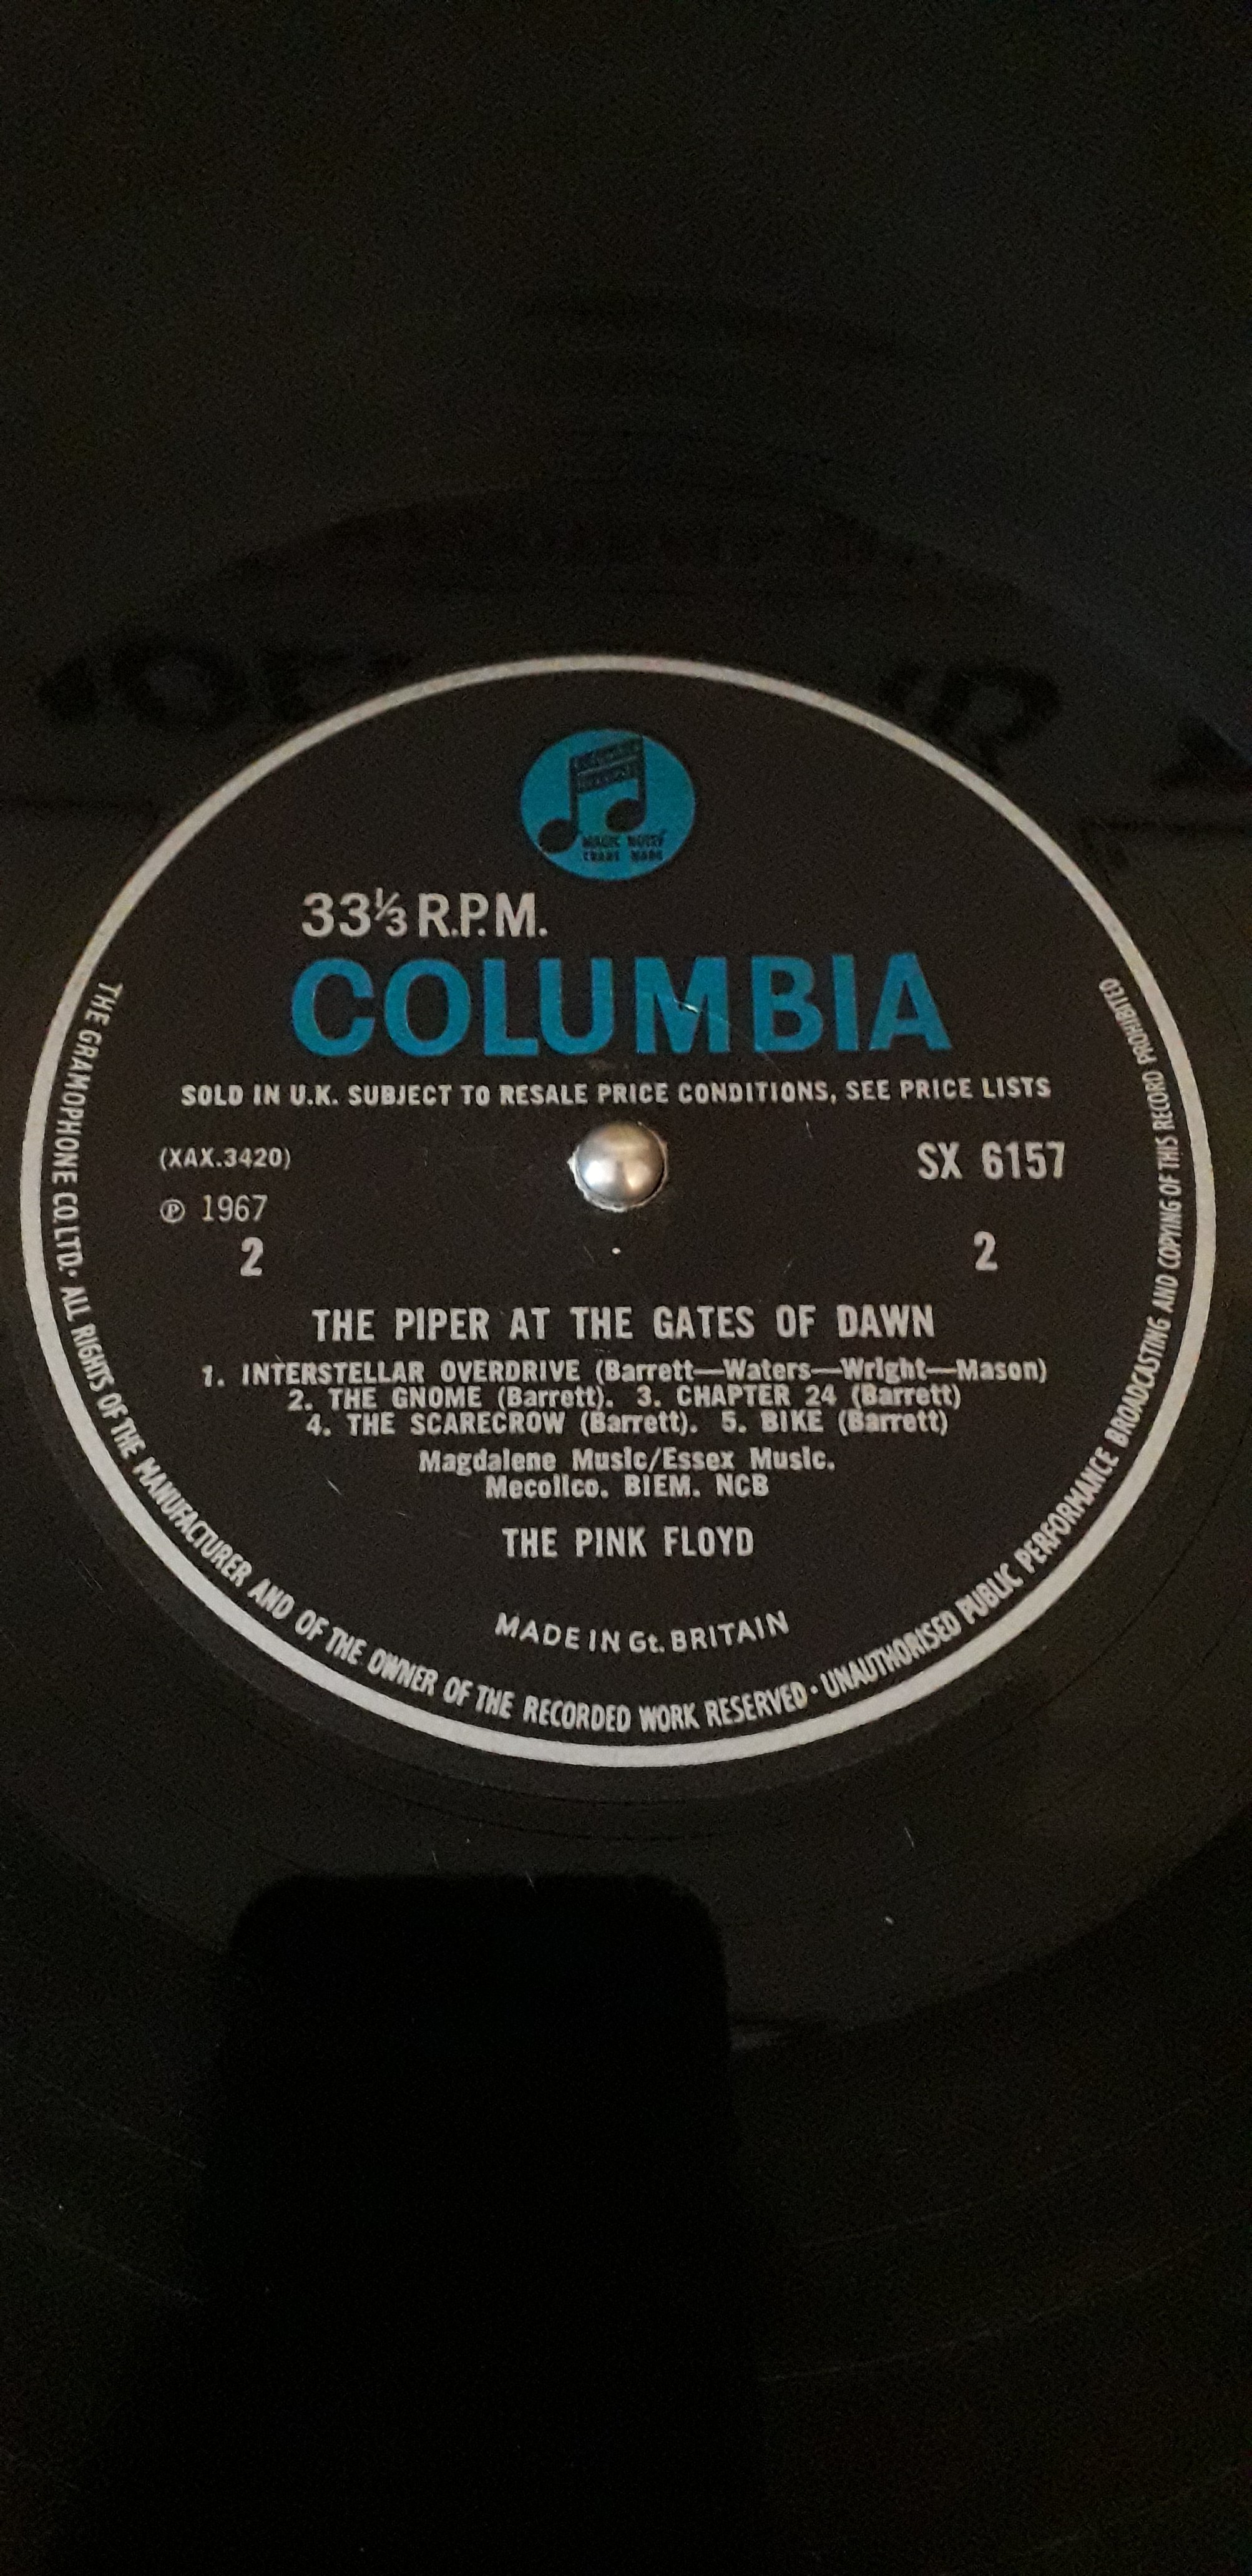 MAGIC NOTES
TRADE MARK
33⅓ R.P.M.
COLUMBIA
SOLD IN U.K. SUBJECT TO RESALE PRICE CONDITIONS, SEE PRICE LISTS
(XAX.3420)
SX 6157
℗ 1967
2
2
THE PIPER AT THE GATES OF DAWN
1. INTERSTELLAR OVERDRIVE (Barrett—Waters—Wright—Mason)
2. THE GNOME (Barrett). 3. CHAPTER 24 (Barrett)
4. THE SCARECROW (Barrett). 5. BIKE (Barrett)
Magdalene Music/Essex Music.
Mecolico. BIEM. NCB
THE PINK FLOYD
MADE IN Gt. BRITAIN
THE GRAMOPHONE CO. LTD. · ALL RIGHTS OF THE MANUFACTURER AND OF THE OWNER OF THE RECORDED WORK RESERVED · UNAUTHORISED PUBLIC PERFORMANCE BROADCASTING AND COPYING OF THIS RECORD PROHIBITED